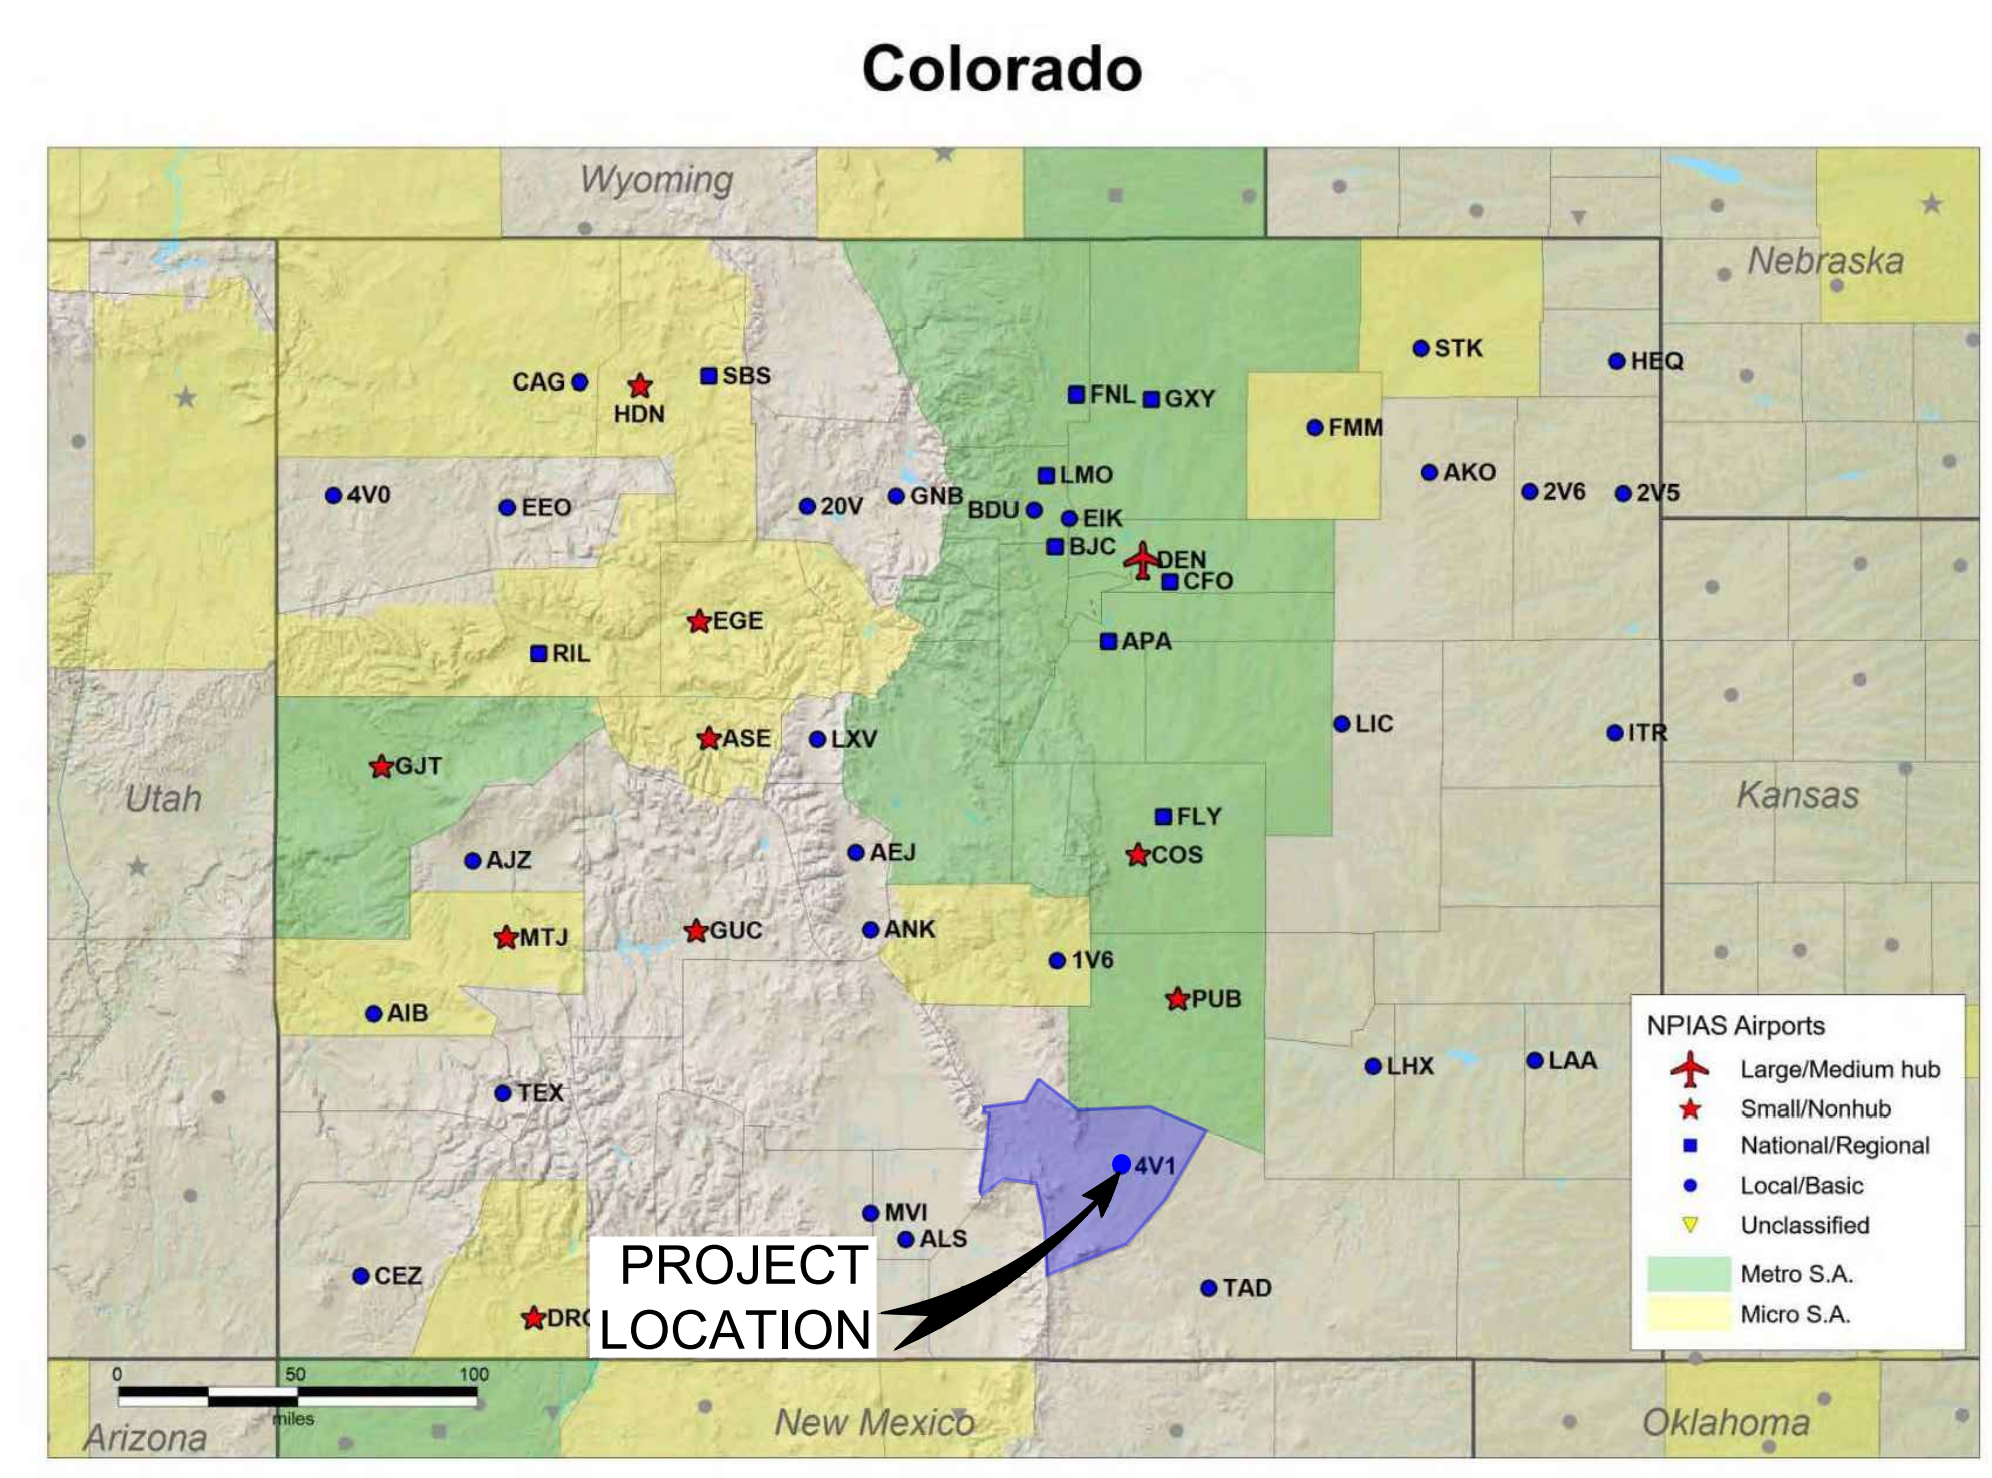 Colorado
Wyoming
Nebraska
STK
HEQ
CAG
HDN
SBS
FNL
GXY
FMM
LMO
AKO
4V0
EEO
20V
GNB
BDU
EIK
2V6
2V5
BJC
DEN
CFO
EGE
RIL
APA
GJT
ASE
LXV
LIC
ITR
Utah
Kansas
FLY
AJZ
AEJ
COS
MTJ
GUC
ANK
1V6
AIB
PUB
TEX
LHX
LAA
4V1
MVI
ALS
CEZ
TAD
DRO
PROJECT
LOCATION
NPIAS Airports
Large/Medium hub
Small/Nonhub
National/Regional
Local/Basic
Unclassified
Metro S.A.
Micro S.A.
0 50 100
miles
Arizona
New Mexico
Oklahoma